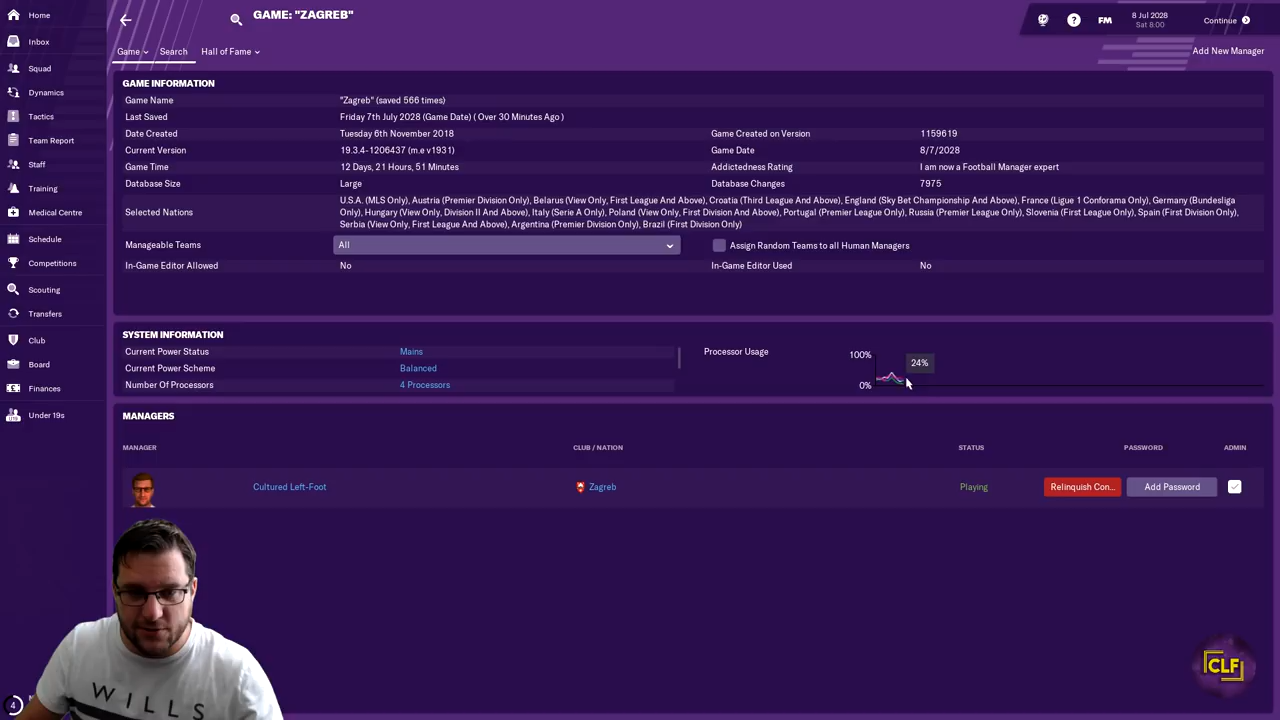 Home
GAME: "ZAGREB"
8 Jul 2028
Sat 8:00
FM
Continue
Inbox
Game
Search
Hall of Fame
Add New Manager
Squad
Dynamics
Tactics
Team Report
Staff
Training
Medical Centre
Schedule
Competitions
Scouting
Transfers
Club
Board
Finances
Under 19s
GAME INFORMATION
Game Name "Zagreb" (saved 566 times)
Last Saved Friday 7th July 2028 (Game Date) ( Over 30 Minutes Ago )
Date Created Tuesday 6th November 2018 Game Created on Version 1159619
Current Version 19.3.4-1206437 (m.e v1931) Game Date 8/7/2028
Game Time 12 Days, 21 Hours, 51 Minutes Addictedness Rating I am now a Football Manager expert
Database Size Large Database Changes 7975
Selected Nations
U.S.A. (MLS Only), Austria (Premier Division Only), Belarus (View Only, First League And Above), Croatia (Third League And Above), England (Sky Bet Championship And Above), France (Ligue 1 Conforama Only), Germany (Bundesliga
Only), Hungary (View Only, Division II And Above), Italy (Serie A Only), Poland (View Only, First Division And Above), Portugal (Premier League Only), Russia (Premier League Only), Slovenia (First League Only), Spain (First Division Only),
Serbia (View Only, First League And Above), Argentina (Premier Division Only), Brazil (First Division Only)
Manageable Teams All Assign Random Teams to all Human Managers
In-Game Editor Allowed No In-Game Editor Used No
SYSTEM INFORMATION
Current Power Status Mains Processor Usage
Current Power Scheme Balanced
Number Of Processors 4 Processors
100%
24%
0%
MANAGERS
MANAGER CLUB / NATION STATUS PASSWORD ADMIN
Cultured Left-Foot Zagreb Playing Relinquish Con... Add Password
WILLS
CLF
4